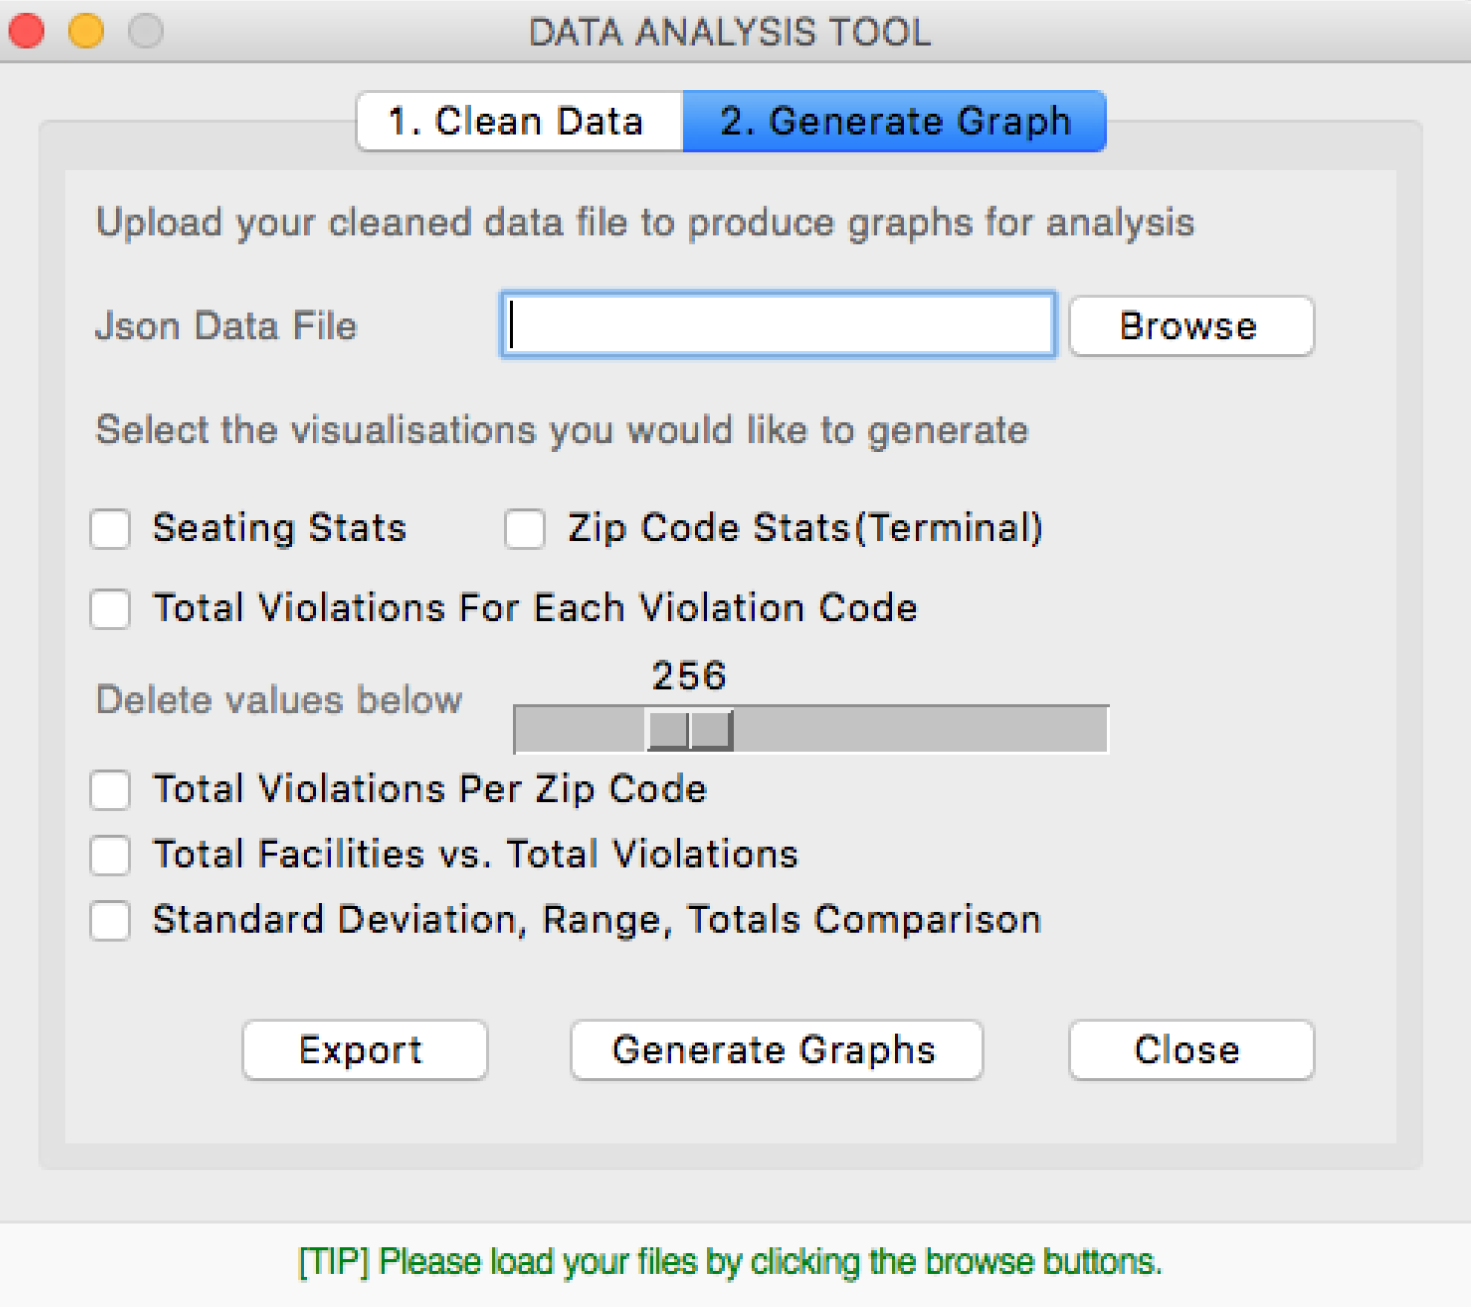 DATA ANALYSIS TOOL
1. Clean Data 2. Generate Graph
Upload your cleaned data file to produce graphs for analysis
Json Data File Browse
Select the visualisations you would like to generate
Seating Stats Zip Code Stats(Terminal)
Total Violations For Each Violation Code
256
Delete values below
Total Violations Per Zip Code
Total Facilities vs. Total Violations
Standard Deviation, Range, Totals Comparison
Export Generate Graphs Close
[TIP] Please load your files by clicking the browse buttons.